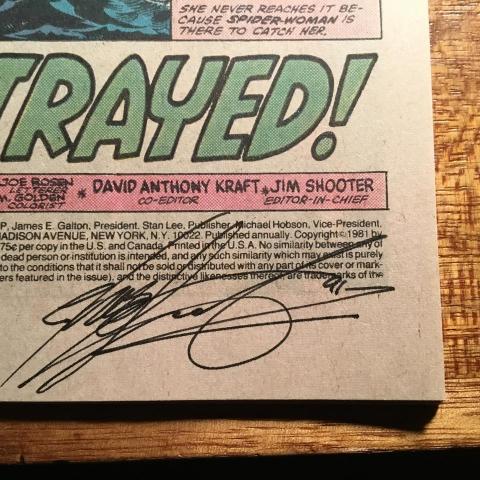 SHE NEVER REACHES IT BE-
CAUSE SPIDER-WOMAN IS
THERE TO CATCH HER.
TRAYED!
JOE ROSEN
LETTERER
M. GOLDEN
COLORIST
* DAVID ANTHONY KRAFT * JIM SHOOTER
CO-EDITOR EDITOR-IN-CHIEF
P, James E. Galton, President. Stan Lee, Publisher, Michael Hobson, Vice-President,
MADISON AVENUE, NEW YORK, N.Y. 10022. Published annually. Copyright © 1981 by
75¢ per copy in the U.S. and Canada. Printed in the U.S.A. No similarity between any of
dead person or institution is intended, and any such similarity which may exist is purely
to the conditions that it shall not be sold or distributed with any part of its cover or mark-
ers featured in the issue), and the distinctive likenesses thereof, are trademarks of the
91